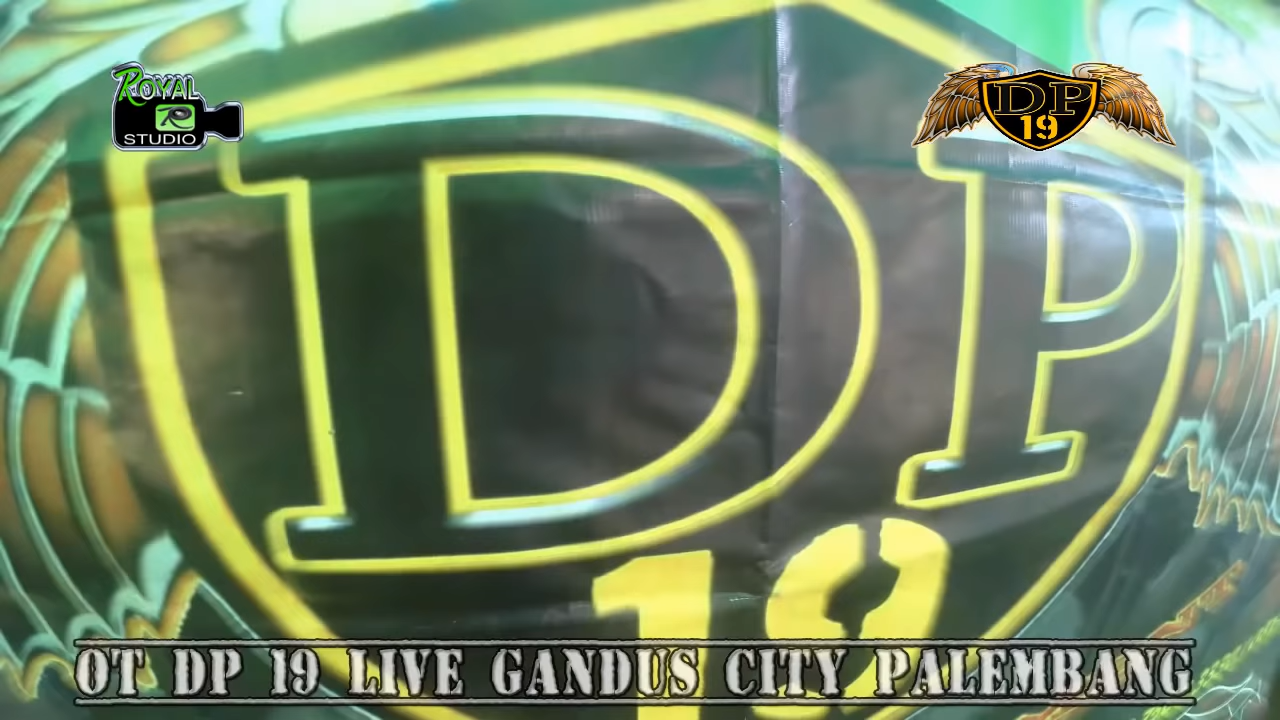 ROYAL
R
STUDIO
DP
19
DP
19
OT DP 19 LIVE GANDUS CITY PALEMBANG